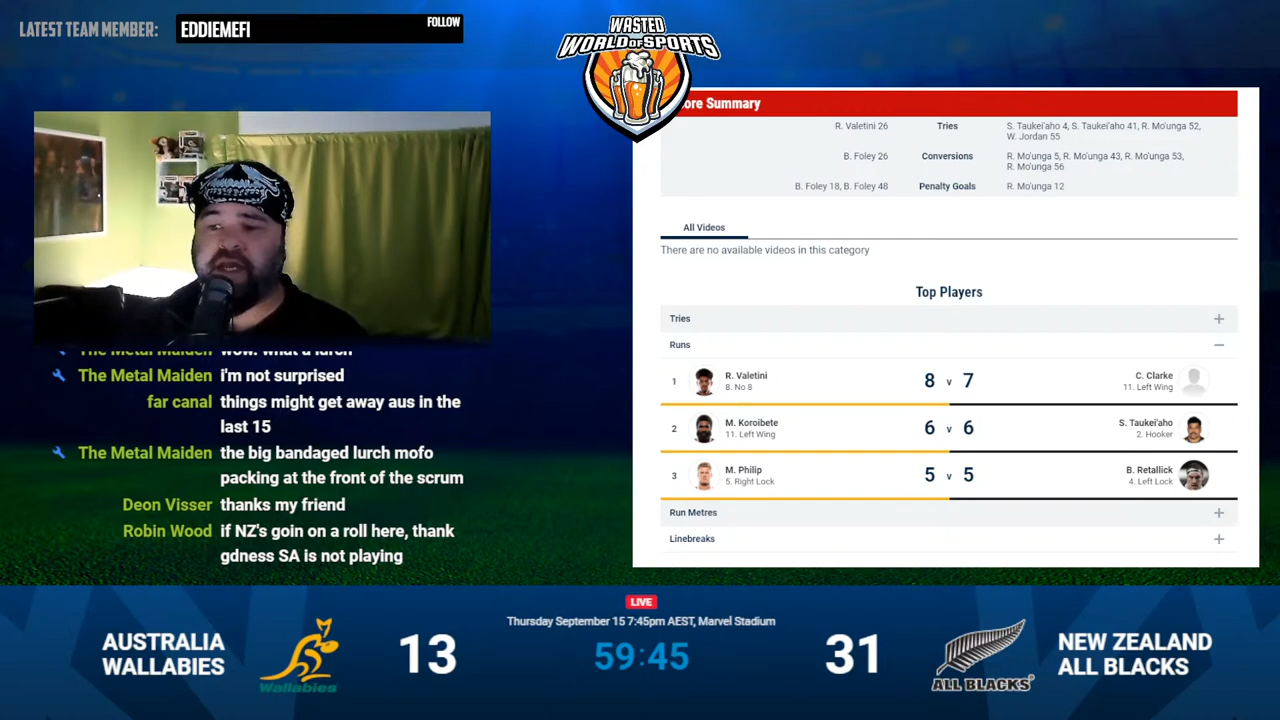 LATEST TEAM MEMBER:
EDDIEMEFI
FOLLOW
WASTED
WORLD OF SPORTS
The Metal Maiden wow. what a lurch
The Metal Maiden i'm not surprised
far canal things might get away aus in the
last 15
The Metal Maiden the big bandaged lurch mofo
packing at the front of the scrum
Deon Visser thanks my friend
Robin Wood if NZ's goin on a roll here, thank
gdness SA is not playing
ore Summary
R. Valetini 26 Tries S. Taukei'aho 4, S. Taukei'aho 41, R. Mo'unga 52,
W. Jordan 55
B. Foley 26 Conversions R. Mo'unga 5, R. Mo'unga 43, R. Mo'unga 53,
R. Mo'unga 56
B. Foley 18, B. Foley 48 Penalty Goals R. Mo'unga 12
All Videos
There are no available videos in this category
Top Players
Tries +
Runs −
1 R. Valetini 8 v 7 C. Clarke
8. No 8 11. Left Wing
2 M. Koroibete 6 v 6 S. Taukei'aho
11. Left Wing 2. Hooker
3 M. Philip 5 v 5 B. Retallick
5. Right Lock 4. Left Lock
Run Metres +
Linebreaks +
LIVE
Thursday September 15 7:45pm AEST, Marvel Stadium
AUSTRALIA
WALLABIES
Wallabies
13
59:45
31
ALL BLACKS
NEW ZEALAND
ALL BLACKS